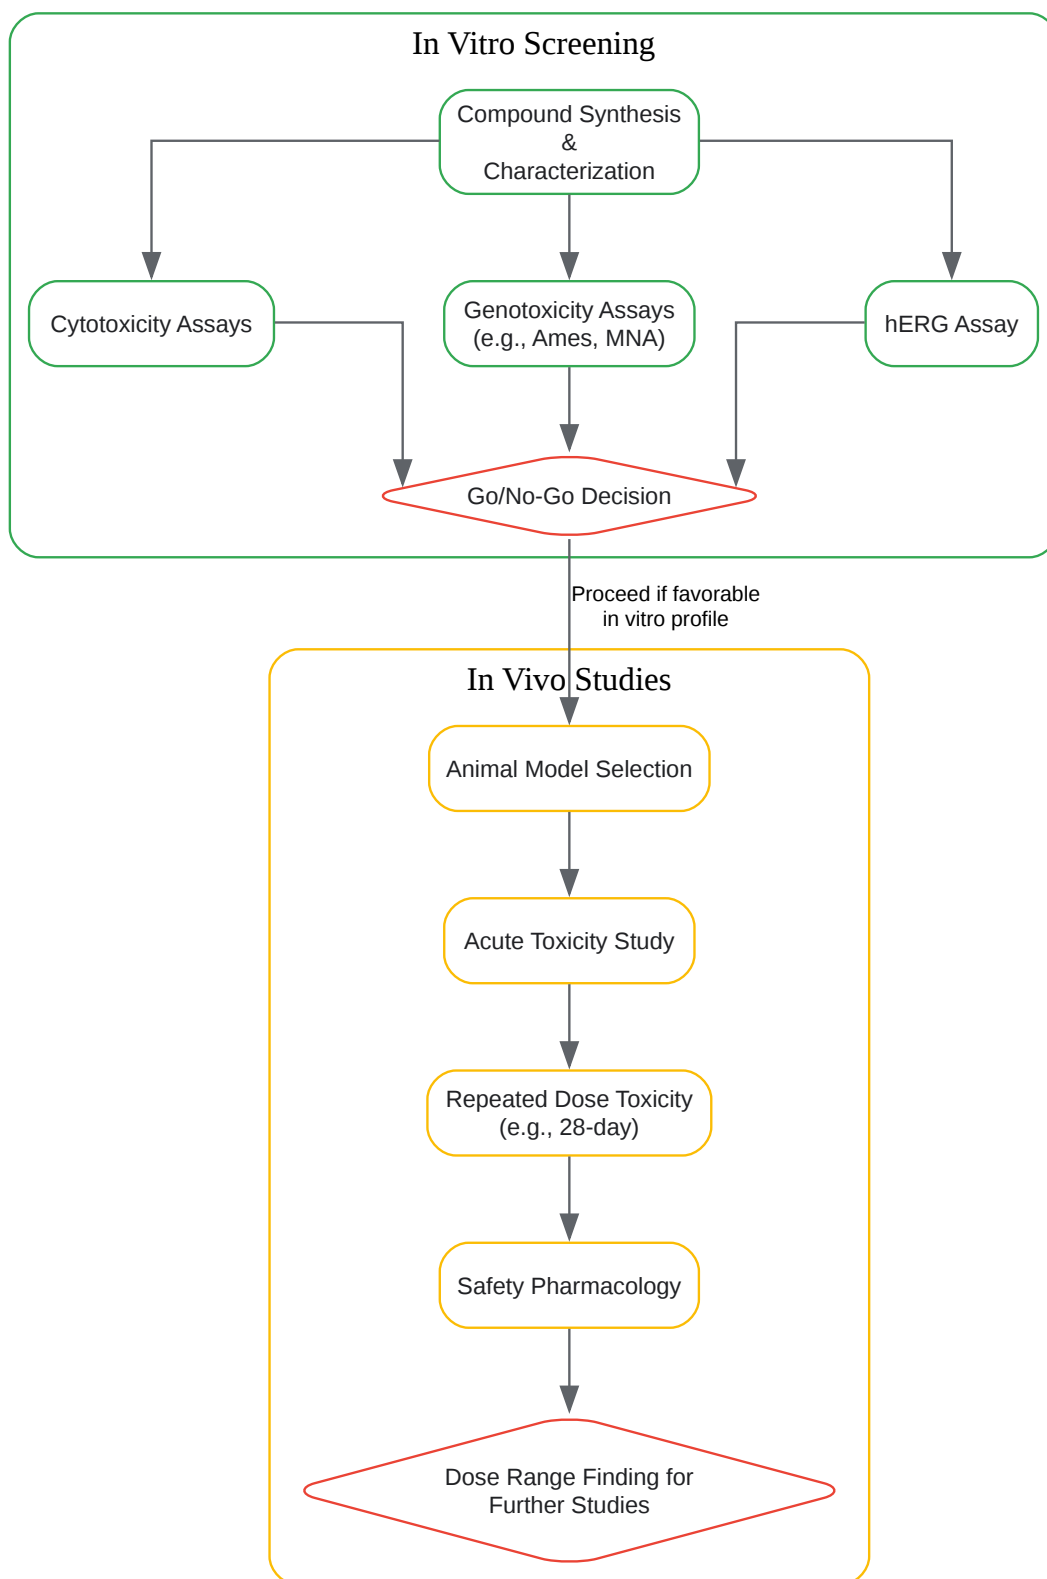 In Vitro Screening
Compound Synthesis
&
Characterization
Cytotoxicity Assays
Genotoxicity Assays
(e.g., Ames, MNA)
hERG Assay
Go/No-Go Decision
Proceed if favorable
in vitro profile
In Vivo Studies
Animal Model Selection
Acute Toxicity Study
Repeated Dose Toxicity
(e.g., 28-day)
Safety Pharmacology
Dose Range Finding for
Further Studies